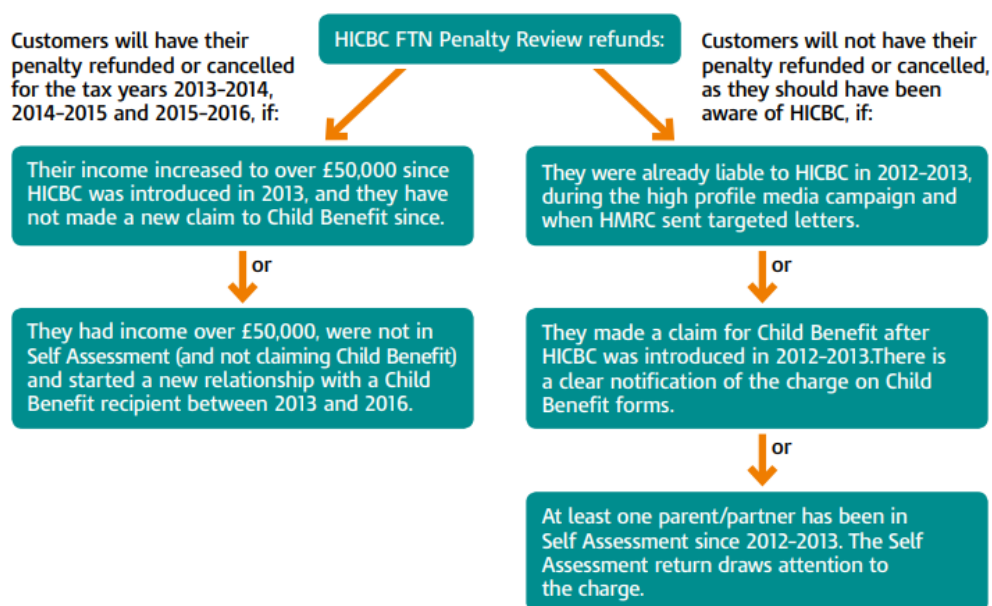 HICBC FTN Penalty Review refunds:
Customers will have their
penalty refunded or cancelled
for the tax years 2013-2014,
2014-2015 and 2015-2016, if:
Their income increased to over £50,000 since
HICBC was introduced in 2013, and they have
not made a new claim to Child Benefit since.
or
They had income over £50,000, were not in
Self Assessment (and not claiming Child Benefit)
and started a new relationship with a Child
Benefit recipient between 2013 and 2016.
Customers will not have their
penalty refunded or cancelled,
as they should have been
aware of HICBC, if:
They were already liable to HICBC in 2012-2013,
during the high profile media campaign and
when HMRC sent targeted letters.
or
They made a claim for Child Benefit after
HICBC was introduced in 2012-2013.There is
a clear notification of the charge on Child
Benefit forms.
or
At least one parent/partner has been in
Self Assessment since 2012-2013. The Self
Assessment return draws attention to
the charge.